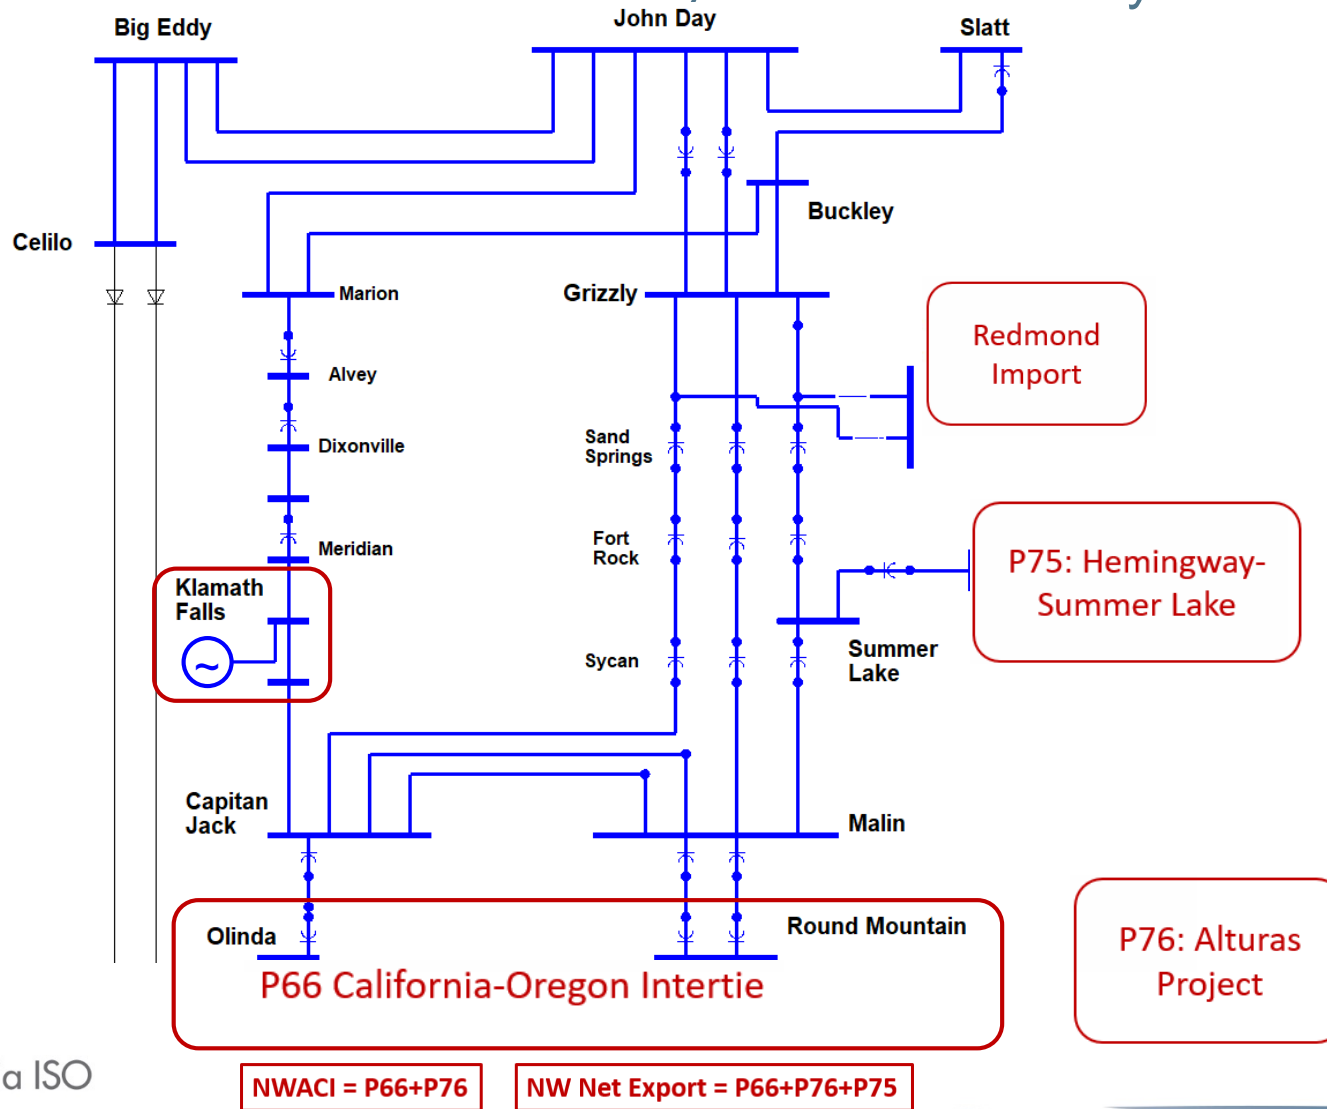 Big Eddy
John Day
Slatt
Buckley
Celilo
Marion
Grizzly
Redmond
Import
Alvey
Sand
Springs
Dixonville
Fort
Rock
Meridian
P75: Hemingway-
Summer Lake
Klamath
Falls
~
Sycan
Summer
Lake
Capitan
Jack
Malin
Olinda
Round Mountain
P66 California-Oregon Intertie
P76: Alturas
Project
a ISO
NWACI = P66+P76
NW Net Export = P66+P76+P75